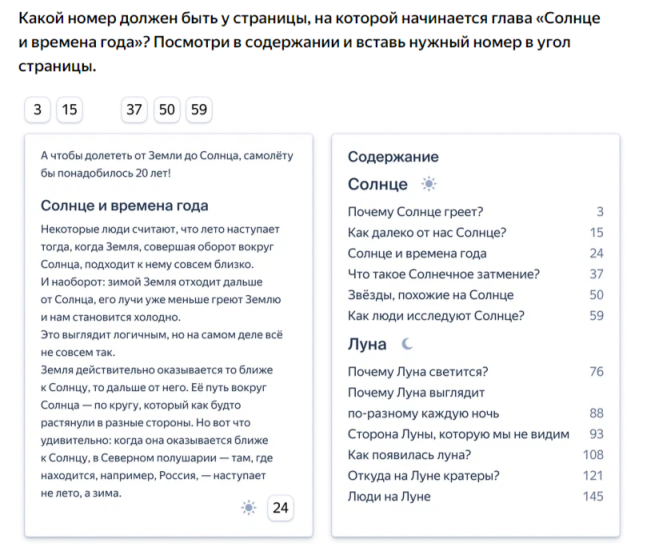 Какой номер должен быть у страницы, на которой начинается глава «Солнце
и времена года»? Посмотри в содержании и вставь нужный номер в угол
страницы.
3 15 37 50 59
А чтобы долететь от Земли до Солнца, самолёту
бы понадобилось 20 лет!
Солнце и времена года
Некоторые люди считают, что лето наступает
тогда, когда Земля, совершая оборот вокруг
Солнца, подходит к нему совсем близко.
И наоборот: зимой Земля отходит дальше
от Солнца, его лучи уже меньше греют Землю
и нам становится холодно.
Это выглядит логичным, но на самом деле всё
не совсем так.
Земля действительно оказывается то ближе
к Солнцу, то дальше от него. Её путь вокруг
Солнца — по кругу, который как будто
растянули в разные стороны. Но вот что
удивительно: когда она оказывается ближе
к Солнцу, в Северном полушарии — там, где
находится, например, Россия, — наступает
не лето, а зима.
24
Содержание
Солнце
Почему Солнце греет? 3
Как далеко от нас Солнце? 15
Солнце и времена года 24
Что такое Солнечное затмение? 37
Звёзды, похожие на Солнце 50
Как люди исследуют Солнце? 59
Луна
Почему Луна светится? 76
Почему Луна выглядит
по-разному каждую ночь 88
Сторона Луны, которую мы не видим 93
Как появилась луна? 108
Откуда на Луне кратеры? 121
Люди на Луне 145